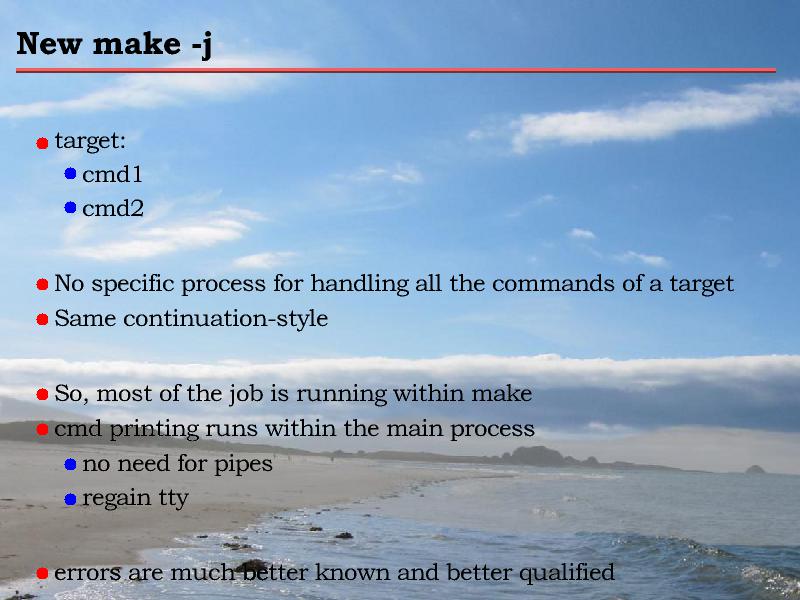 New make -j
target:
cmd1
cmd2
No specific process for handling all the commands of a target
Same continuation-style
So, most of the job is running within make
cmd printing runs within the main process
no need for pipes
regain tty
errors are much better known and better qualified